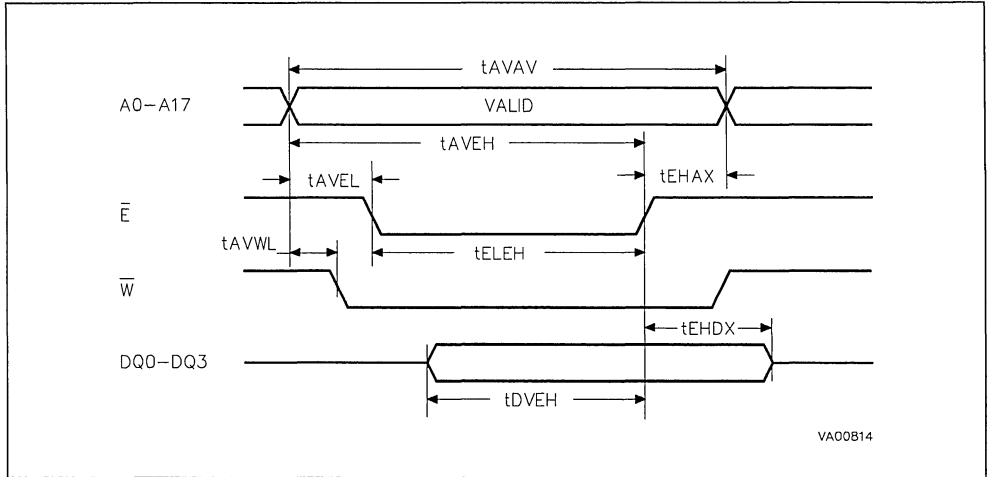 tAVAV
A0–A17
VALID
tAVEH
tAVEL
tEHAX
E̅
tAVWL
tELEH
W̅
tEHDX
DQ0–DQ3
tDVEH
VA00814